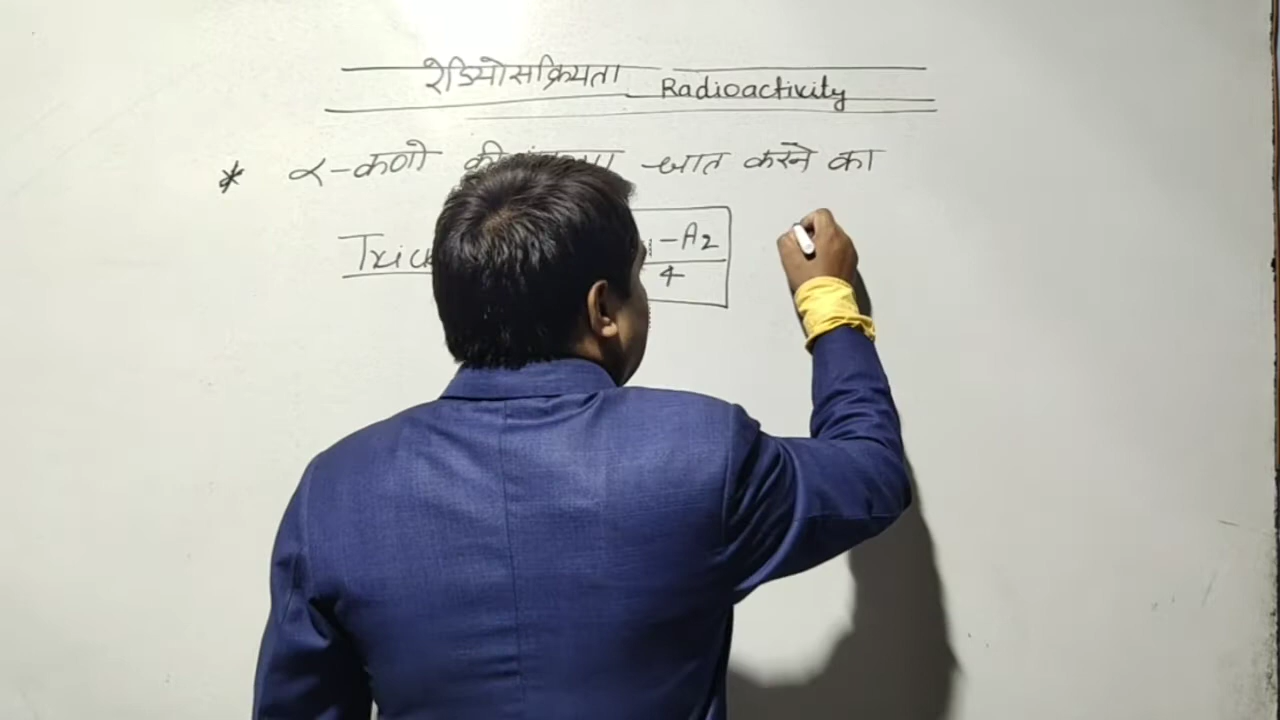 रेडियोसक्रियता Radioactivity
* α-कणो की ज्ञात करने का
Trick -A2
4